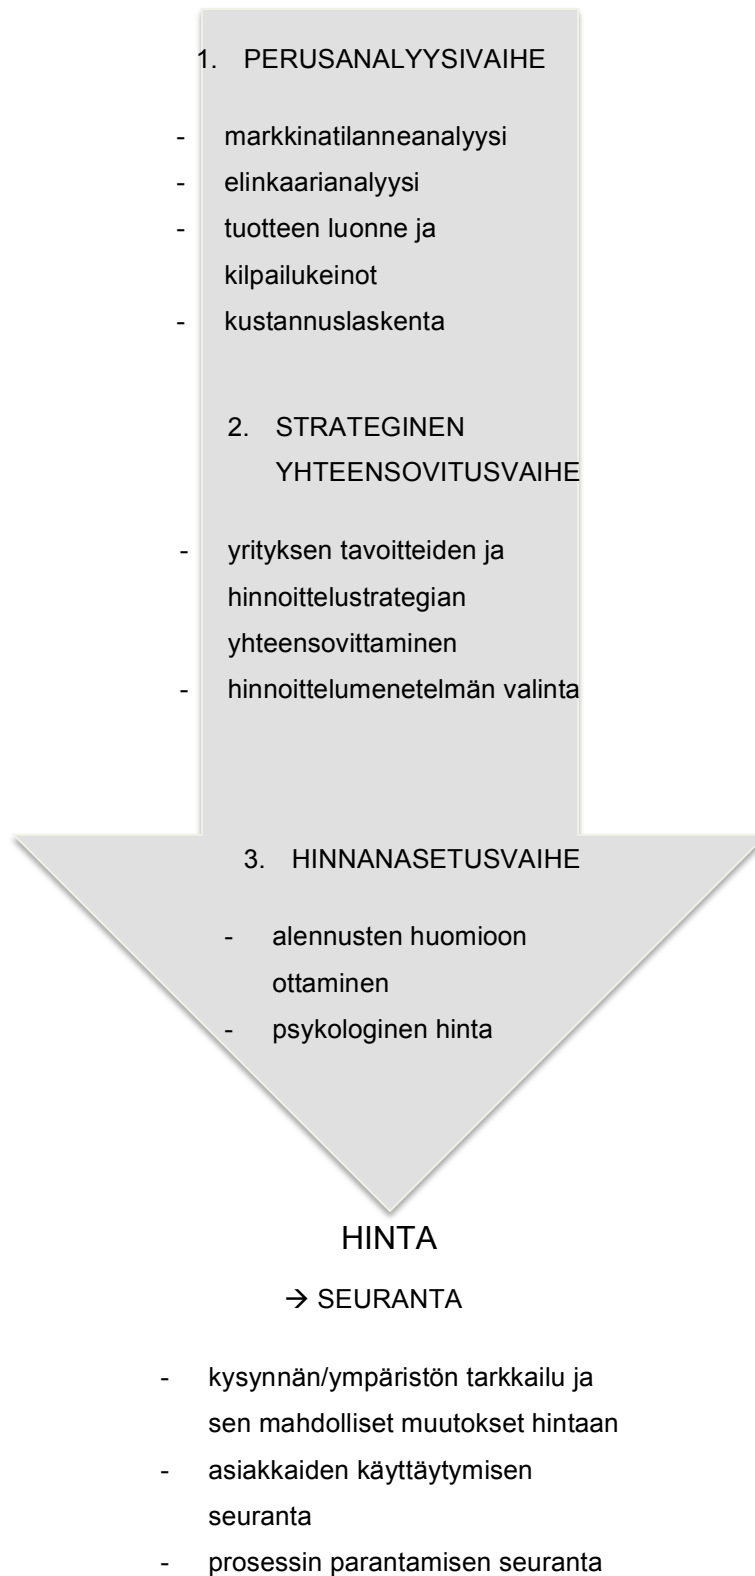 1. PERUSANALYYSIVAIHE
- markkinatilanneanalyysi
- elinkaarianalyysi
- tuotteen luonne ja
kilpailukeinot
- kustannuslaskenta
2. STRATEGINEN
YHTEENSOVITUSVAIHE
- yrityksen tavoitteiden ja
hinnoittelustrategian
yhteensovittaminen
- hinnoittelumenetelmän valinta
3. HINNANASETUSVAIHE
- alennusten huomioon
ottaminen
- psykologinen hinta
HINTA
→ SEURANTA
- kysynnän/ympäristön tarkkailu ja
sen mahdolliset muutokset hintaan
- asiakkaiden käyttäytymisen
seuranta
- prosessin parantamisen seuranta